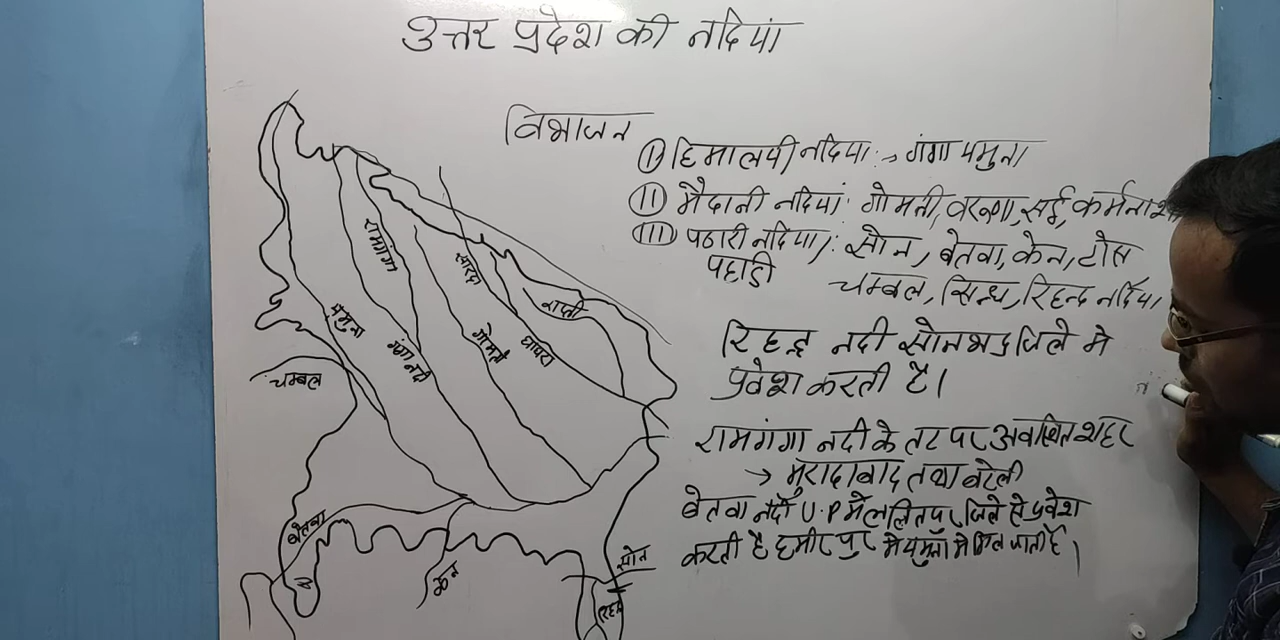 उत्तर प्रदेश की नदियां
विभाजन
I हिमालयी नदिया :→ गंगा यमुना
II मैदानी नदियां : गोमती, वरुणा, सई, कर्मनाशा
III पठारी नदिया/: सोन, बेतवा, केन, टोंस
पहाडी
चम्बल, सिन्ध, रिहन्द नदियां
रिहन्द नदी सोनभद्र जिले मे
प्रवेश करती है।
रामगंगा नदी के तट पर अवस्थित शहर
→ मुरादाबाद तथा बरेली
बेतवा नदी U.P मे ललितपुर जिले से प्रवेश
करती है हमीरपुर मे यमुना मे मिल जाती है।
रामगंगा
यमुना
गंगा नदी
सारदा
गोमती
घाघरा
राप्ती
चम्बल
बेतवा
केन
सोन
रिहन्द